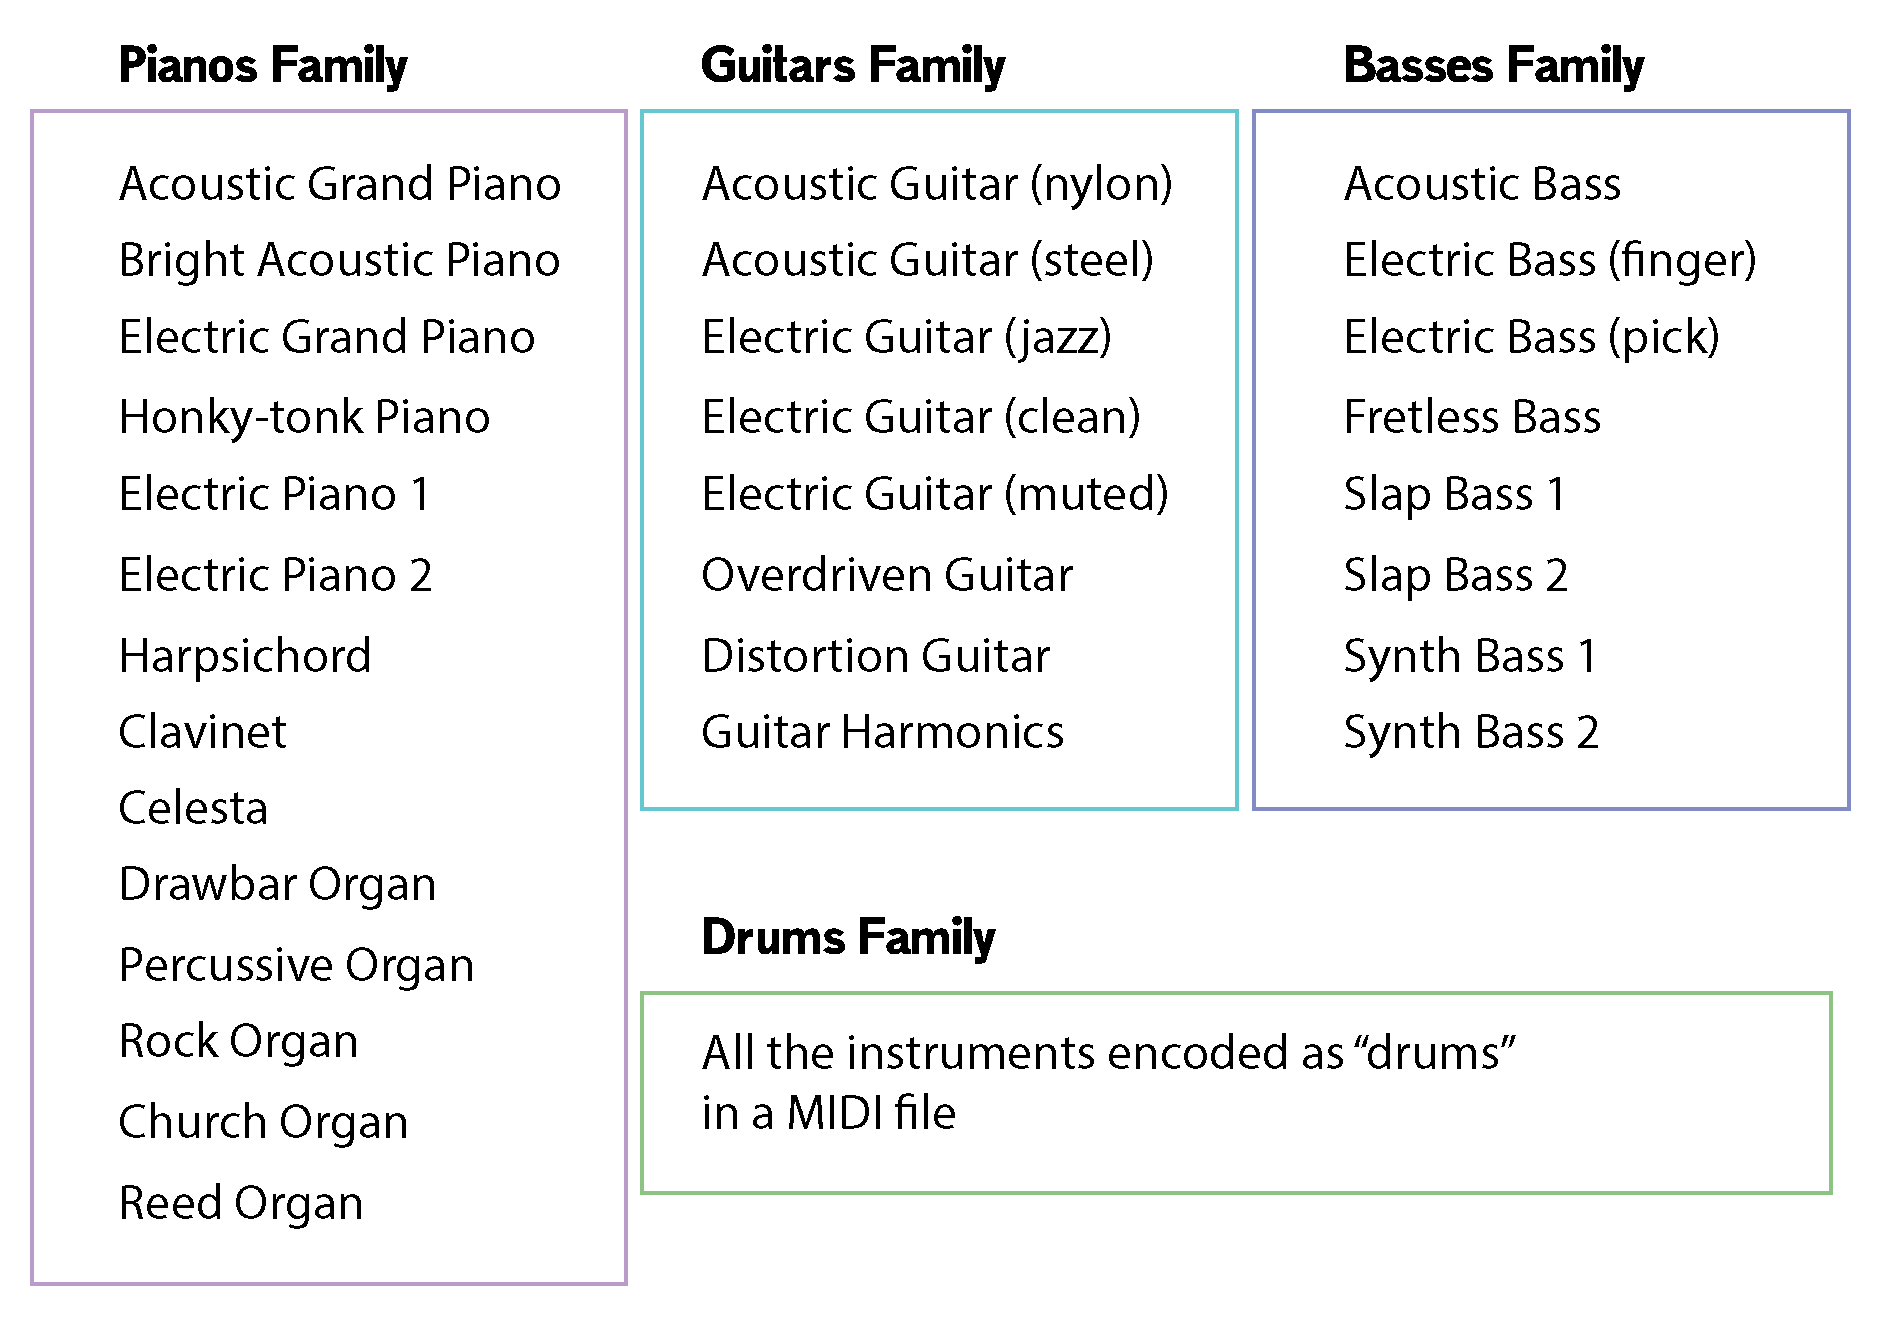 Pianos Family
Acoustic Grand Piano
Bright Acoustic Piano
Electric Grand Piano
Honky-tonk Piano
Electric Piano 1
Electric Piano 2
Harpsichord
Clavinet
Celesta
Drawbar Organ
Percussive Organ
Rock Organ
Church Organ
Reed Organ
Guitars Family
Acoustic Guitar (nylon)
Acoustic Guitar (steel)
Electric Guitar (jazz)
Electric Guitar (clean)
Electric Guitar (muted)
Overdriven Guitar
Distortion Guitar
Guitar Harmonics
Basses Family
Acoustic Bass
Electric Bass (finger)
Electric Bass (pick)
Fretless Bass
Slap Bass 1
Slap Bass 2
Synth Bass 1
Synth Bass 2
Drums Family
All the instruments encoded as “drums”
in a MIDI file